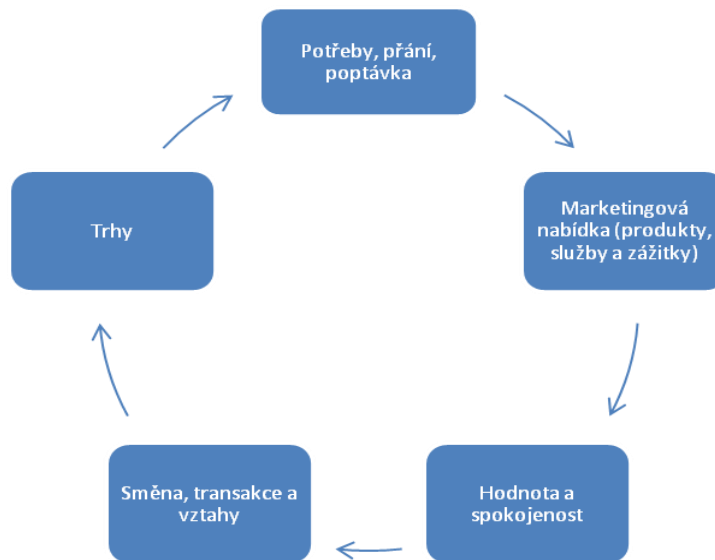 Potřeby, přání,
poptávka
Marketingová
nabídka (produkty,
služby a zážitky)
Hodnota a
spokojenost
Směna, transakce a
vztahy
Trhy